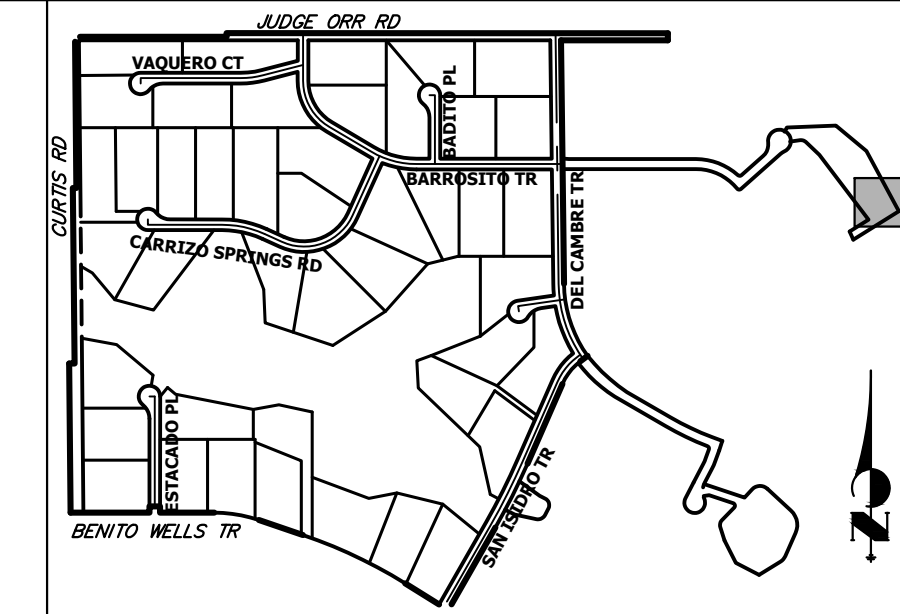 JUDGE ORR RD
VAQUERO CT
BADITO PL
CURTIS RD
BARROSITO TR
DEL CAMBRE TR
CARRIZO SPRINGS RD
ESTACADO PL
SAN ISIDRO TR
BENITO WELLS TR
N